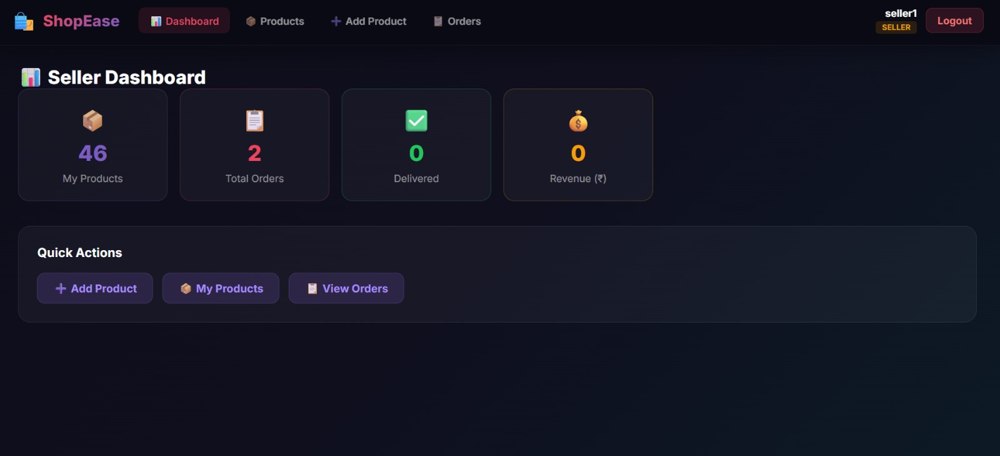 ShopEase
Dashboard
Products
Add Product
Orders
seller1
SELLER
Logout
Seller Dashboard
46
My Products
2
Total Orders
0
Delivered
0
Revenue (₹)
Quick Actions
Add Product
My Products
View Orders